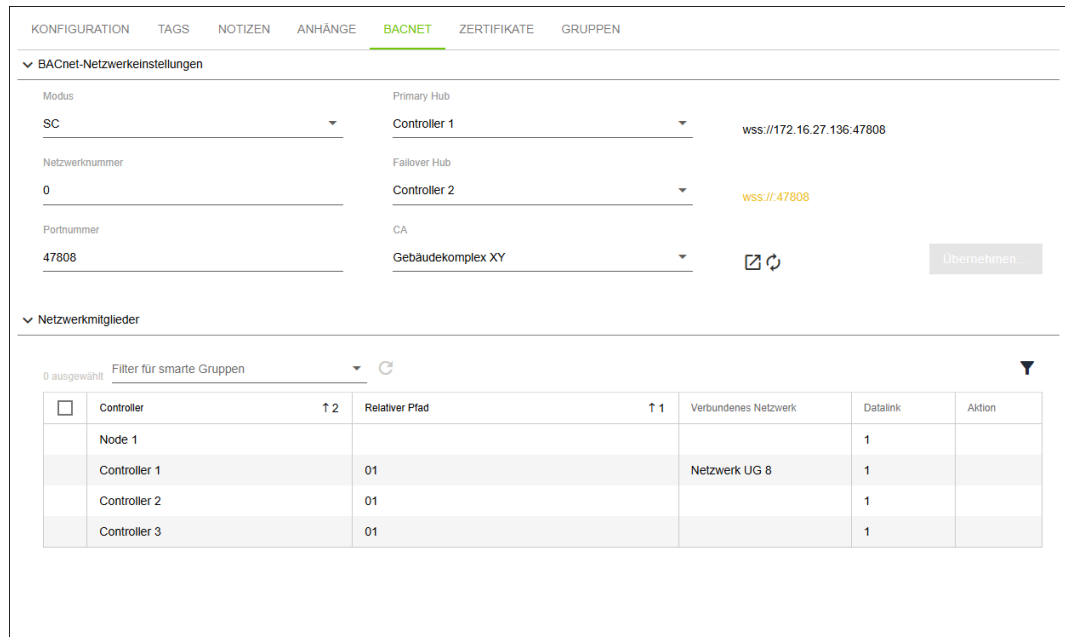 KONFIGURATION TAGS NOTIZEN ANHÄNGE BACNET ZERTIFIKATE GRUPPEN
BACnet-Netzwerkeinstellungen
Modus Primary Hub
SC Controller 1 wss://172.16.27.136:47808
Netzwerknummer Failover Hub
0 Controller 2 wss://:47808
Portnummer CA
47808 Gebäudekomplex XY Übernehmen...
Netzwerkmitglieder
0 ausgewählt Filter für smarte Gruppen
Controller ↑ 2 Relativer Pfad ↑ 1 Verbundenes Netzwerk Datalink Aktion
Node 1 1
Controller 1 01 Netzwerk UG 8 1
Controller 2 01 1
Controller 3 01 1